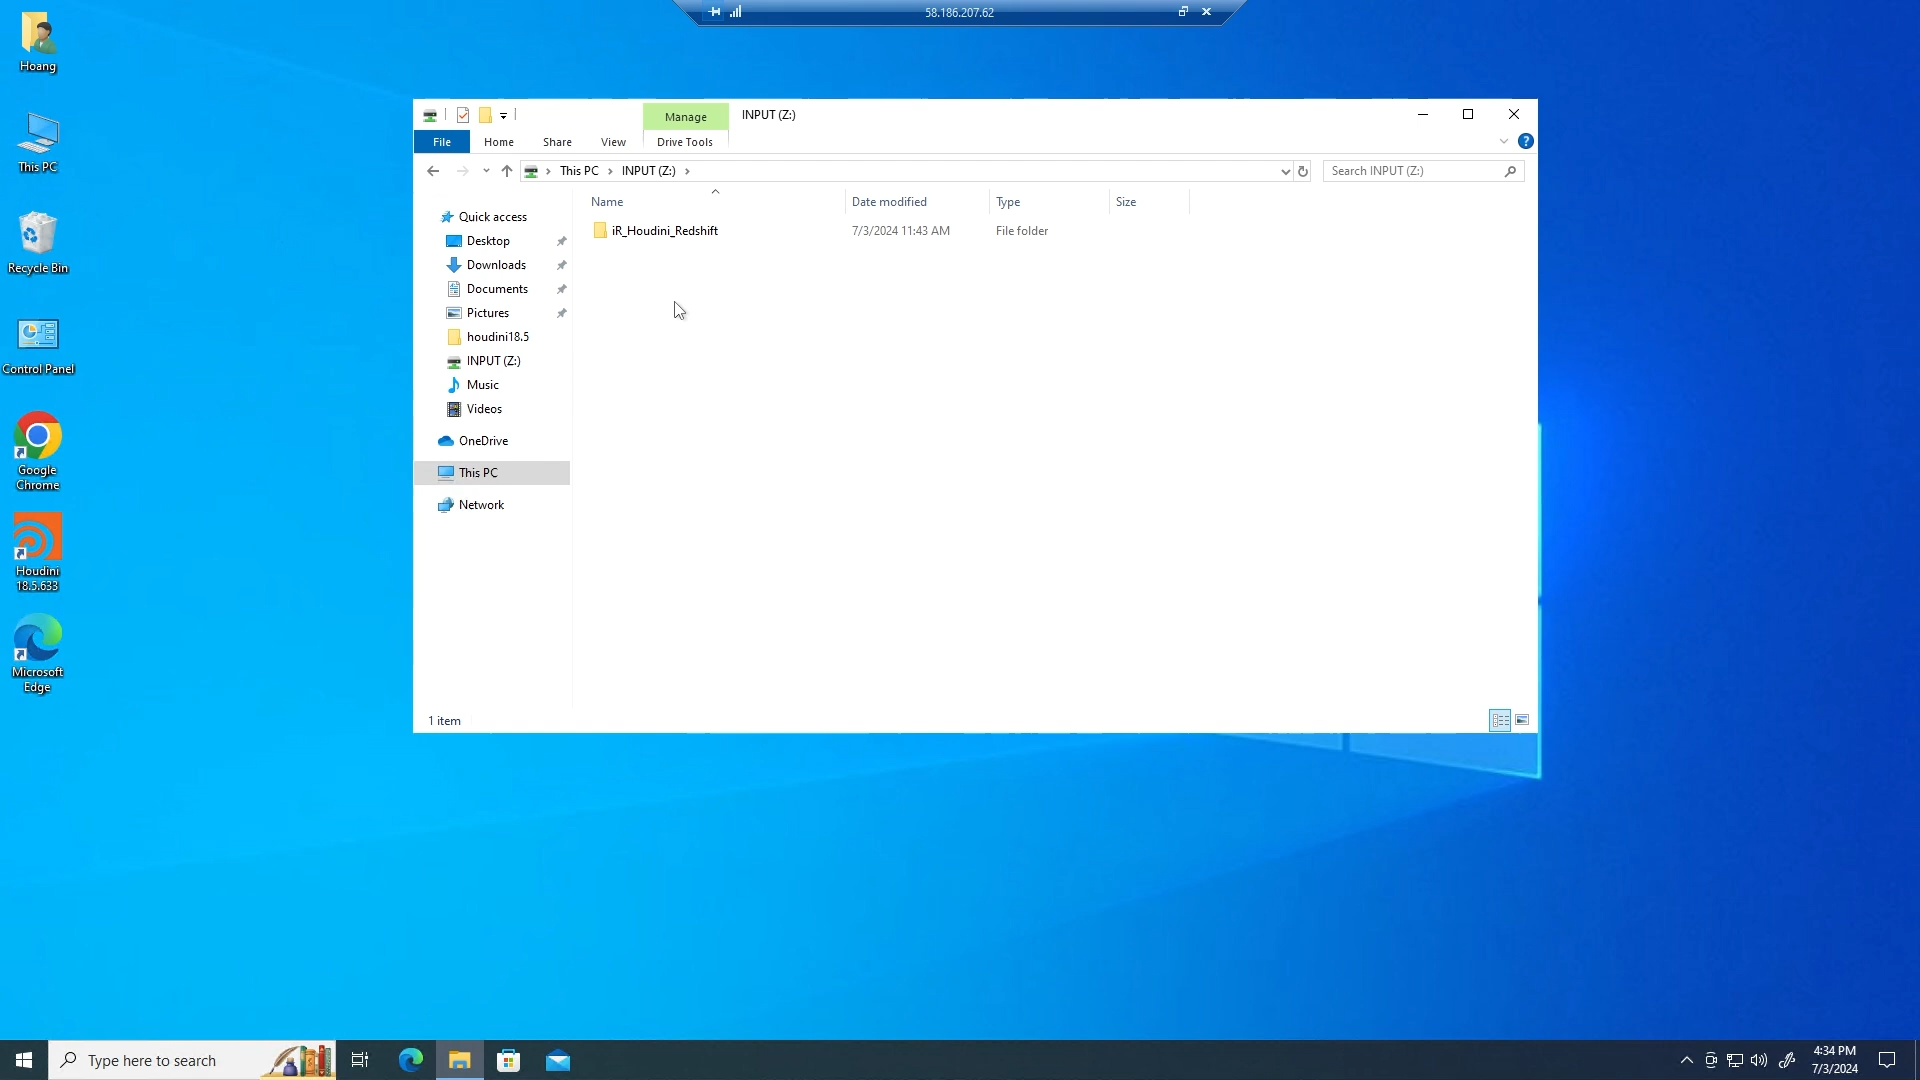 58.186.207.62
Hoang
This PC
Recycle Bin
Control Panel
Google
Chrome
Houdini
18.5.633
Microsoft
Edge
Manage
INPUT (Z:)
File
Home
Share
View
Drive Tools
This PC
INPUT (Z:)
Search INPUT (Z:)
Name
Date modified
Type
Size
iR_Houdini_Redshift
7/3/2024 11:43 AM
File folder
Quick access
Desktop
Downloads
Documents
Pictures
houdini18.5
INPUT (Z:)
Music
Videos
OneDrive
This PC
Network
1 item
Type here to search
4:34 PM
7/3/2024